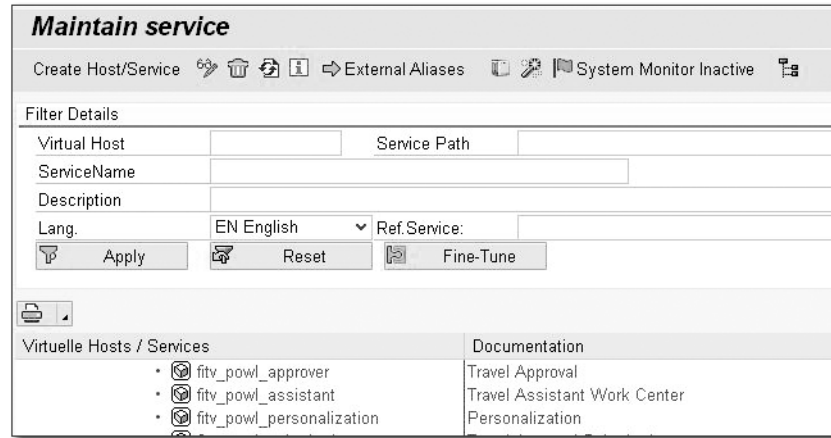 Maintain service
Create Host/Service External Aliases System Monitor Inactive
Filter Details
Virtual Host Service Path
ServiceName
Description
Lang. EN English Ref.Service:
Apply Reset Fine-Tune
Virtuelle Hosts / Services Documentation
fitv_powl_approver Travel Approval
fitv_powl_assistant Travel Assistant Work Center
fitv_powl_personalization Personalization